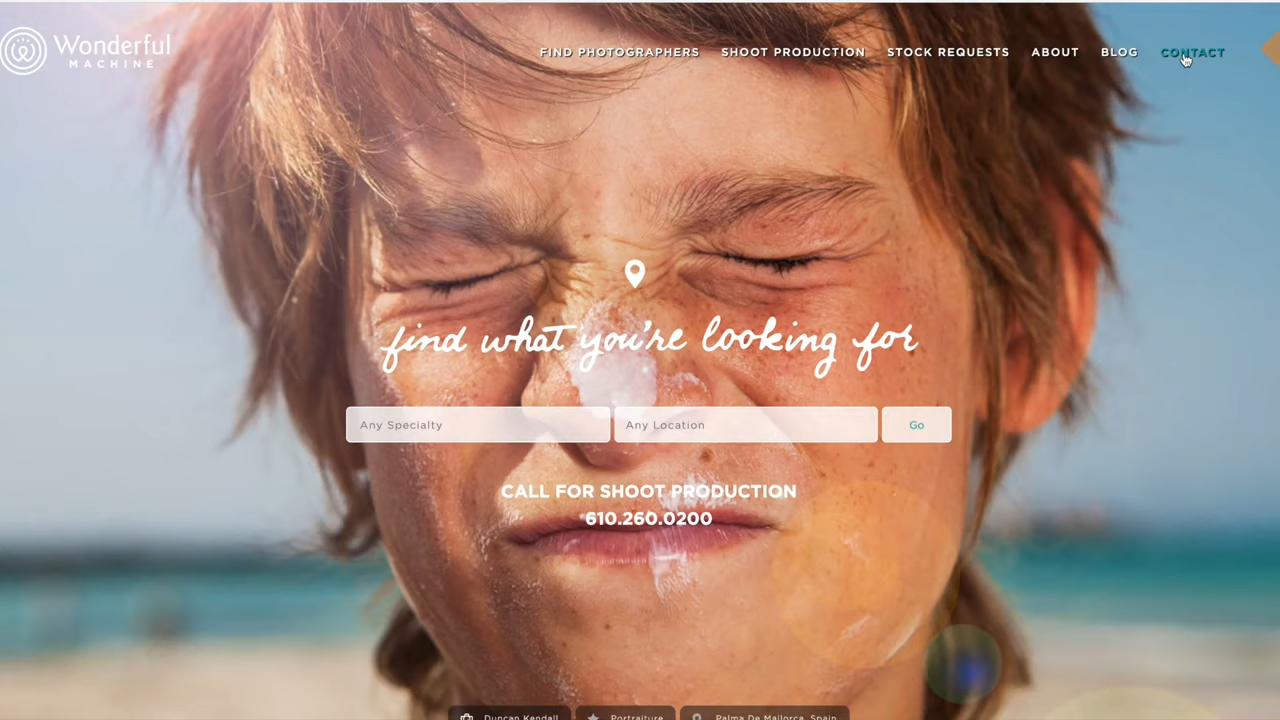 Wonderful
MACHINE
FIND PHOTOGRAPHERS SHOOT PRODUCTION STOCK REQUESTS ABOUT BLOG CONTACT
find what you're looking for
Any Specialty Any Location Go
CALL FOR SHOOT PRODUCTION
610.260.0200
Duncan Kendall Portraiture Palma De Mallorca, Spain